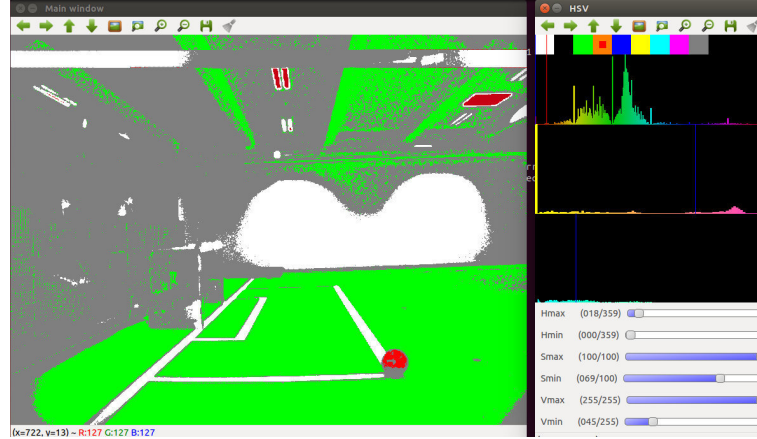 Main window
HSV
Hmax (018/359)
Hmin (000/359)
Smax (100/100)
Smin (069/100)
Vmax (255/255)
Vmin (045/255)
(x=722, y=13) ~ R:127 G:127 B:127